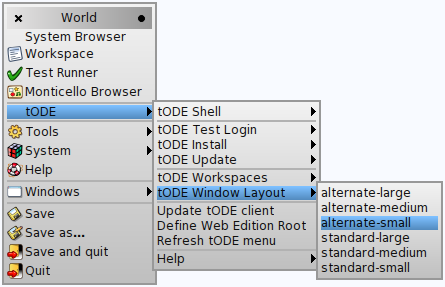 World
System Browser
Workspace
Test Runner
Monticello Browser
tODE
Tools
System
Help
Windows
Save
Save as...
Save and quit
Quit
tODE Shell
tODE Test Login
tODE Install
tODE Update
tODE Workspaces
tODE Window Layout
Update tODE client
Define Web Edition Root
Refresh tODE menu
Help
alternate-large
alternate-medium
alternate-small
standard-large
standard-medium
standard-small